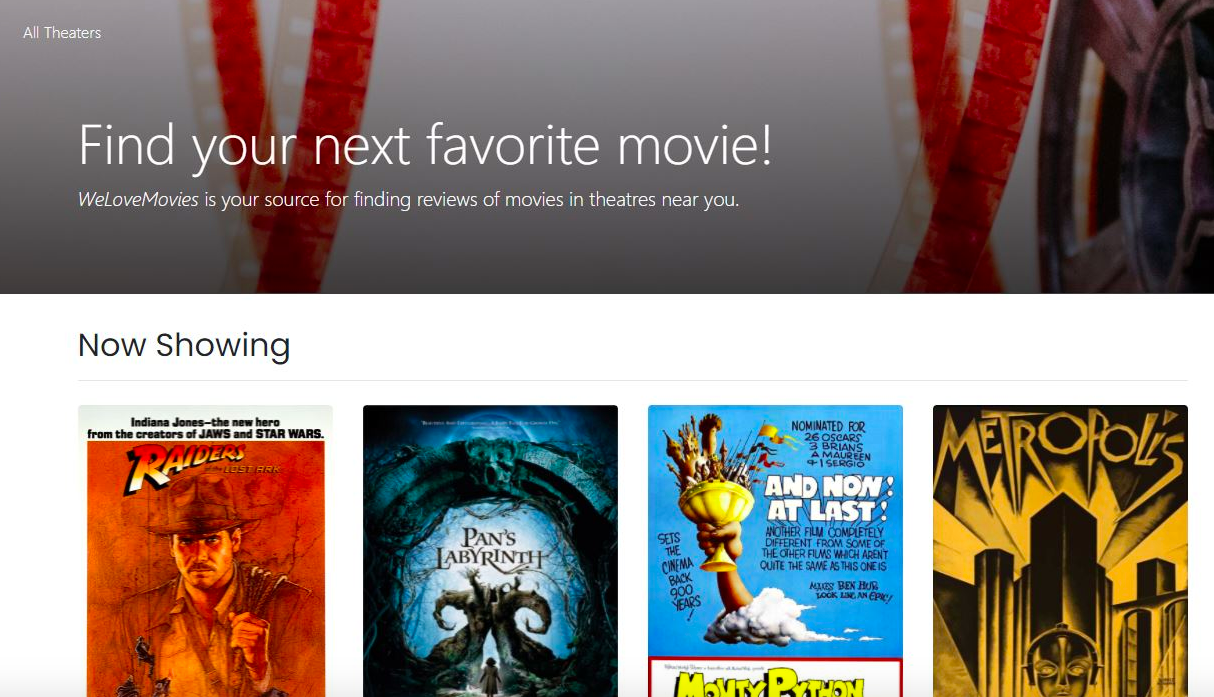 All Theaters
Find your next favorite movie!
WeLoveMovies is your source for finding reviews of movies in theatres near you.
Now Showing
Indiana Jones—the new hero
from the creators of JAWS and STAR WARS.
RAIDERS
of the LOST ARK
PAN'S
LABYRINTH
NOMINATED FOR
26 OSCARS
3 BRIANS
A MAUREEN
& 1 SERGIO
AND NOW!
AT LAST!
ANOTHER FILM COMPLETELY
DIFFERENT FROM SOME OF
THE OTHER FILMS WHICH AREN'T
QUITE THE SAME AS THIS ONE IS
MAKES BEN HUR
LOOK LIKE AN EPIC!
SETS
THE
CINEMA
BACK
900
YEARS!
MONTY PYTHON
METROPOLIS